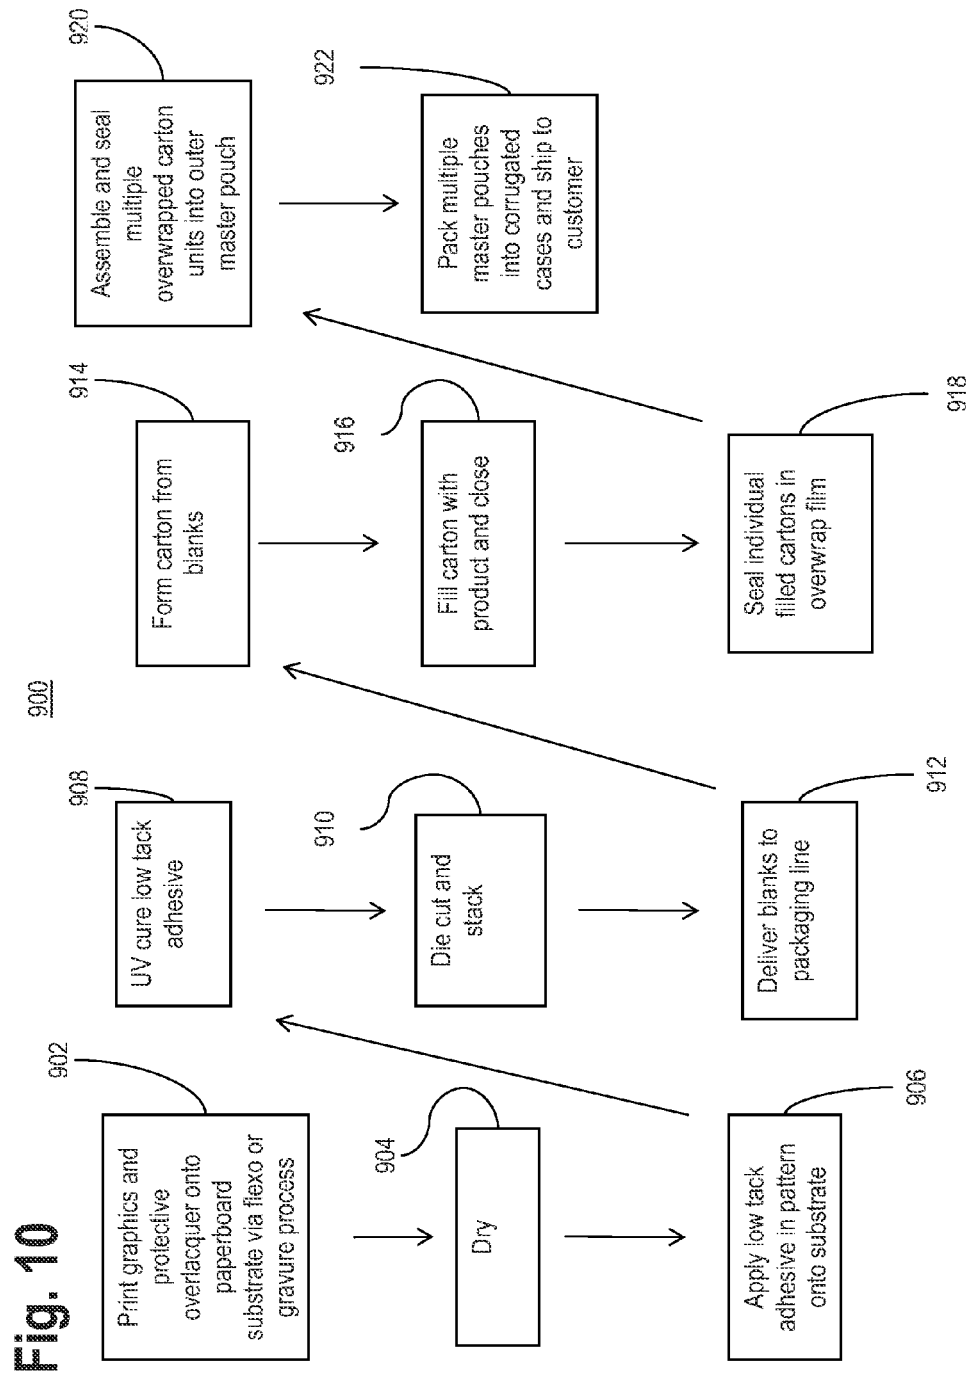 Fig. 10
900
902
Print graphics and
protective
overlacquer onto
paperboard
substrate via flexo or
gravure process
904
Dry
906
Apply low tack
adhesive in pattern
onto substrate
908
UV cure low tack
adhesive
910
Die cut and
stack
912
Deliver blanks to
packaging line
914
Form carton from
blanks
916
Fill carton with
product and close
918
Seal individual
filled cartons in
overwrap film
920
Assemble and seal
multiple
overwrapped carton
units into outer
master pouch
922
Pack multiple
master pouches
into corrugated
cases and ship to
customer